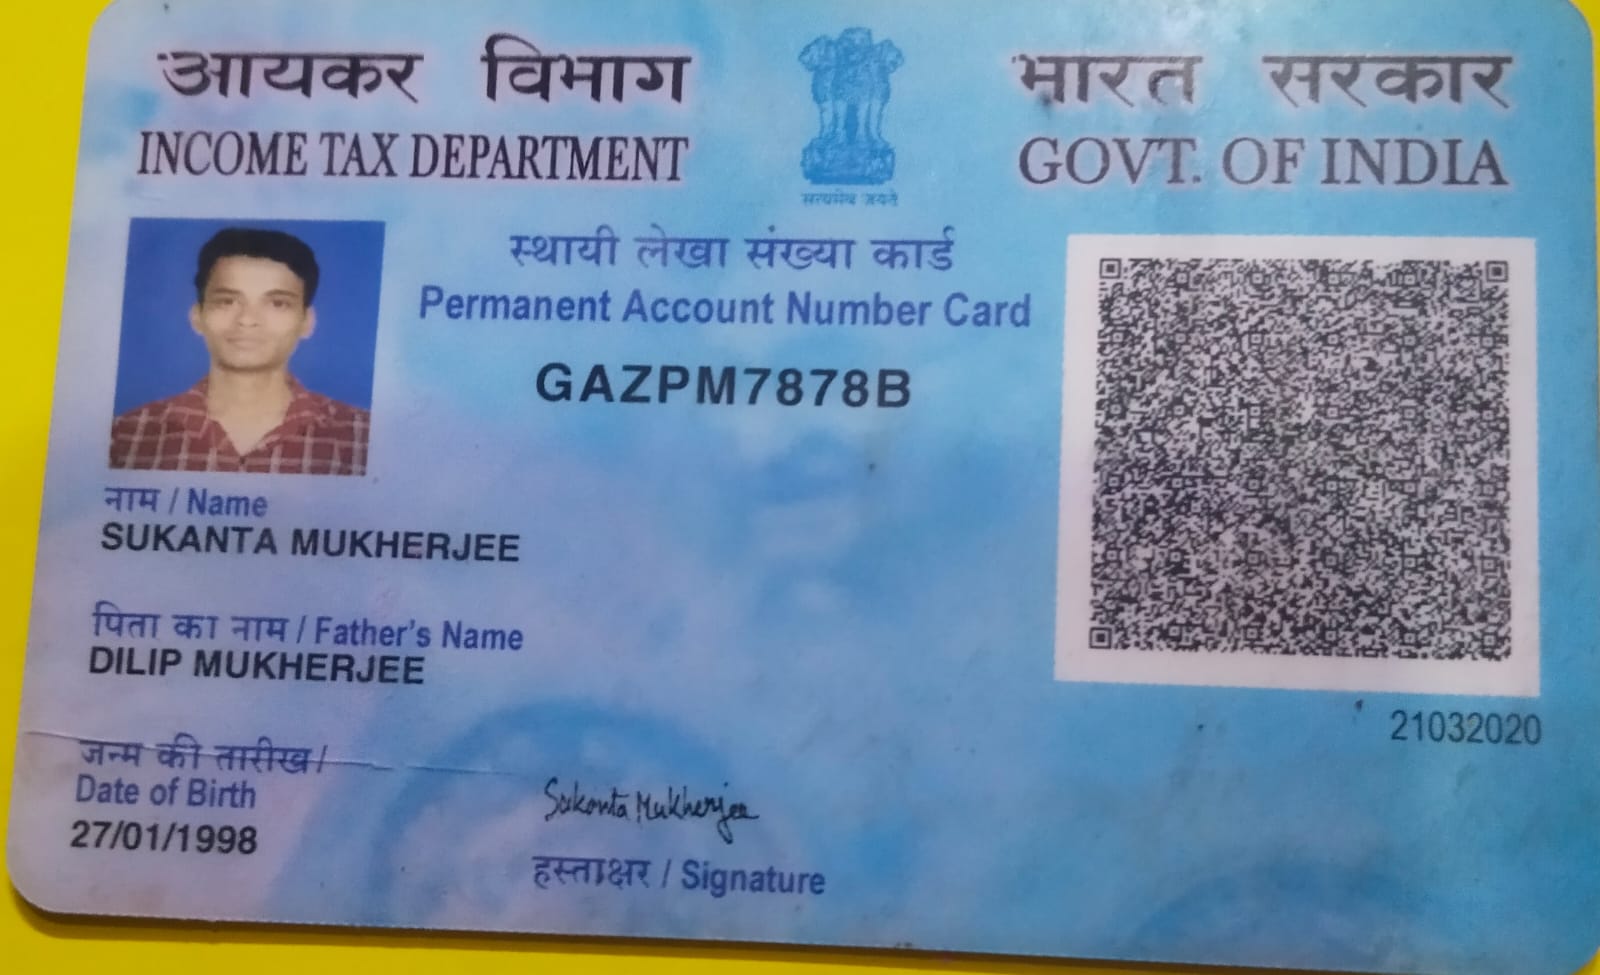 आयकर विभाग
INCOME TAX DEPARTMENT
सत्यमेव जयते
भारत सरकार
GOVT. OF INDIA
स्थायी लेखा संख्या कार्ड
Permanent Account Number Card
GAZPM7878B
नाम / Name
SUKANTA MUKHERJEE
पिता का नाम / Father's Name
DILIP MUKHERJEE
21032020
जन्म की तारीख /
Date of Birth
27/01/1998
Sukanta Mukherjee
हस्ताक्षर / Signature